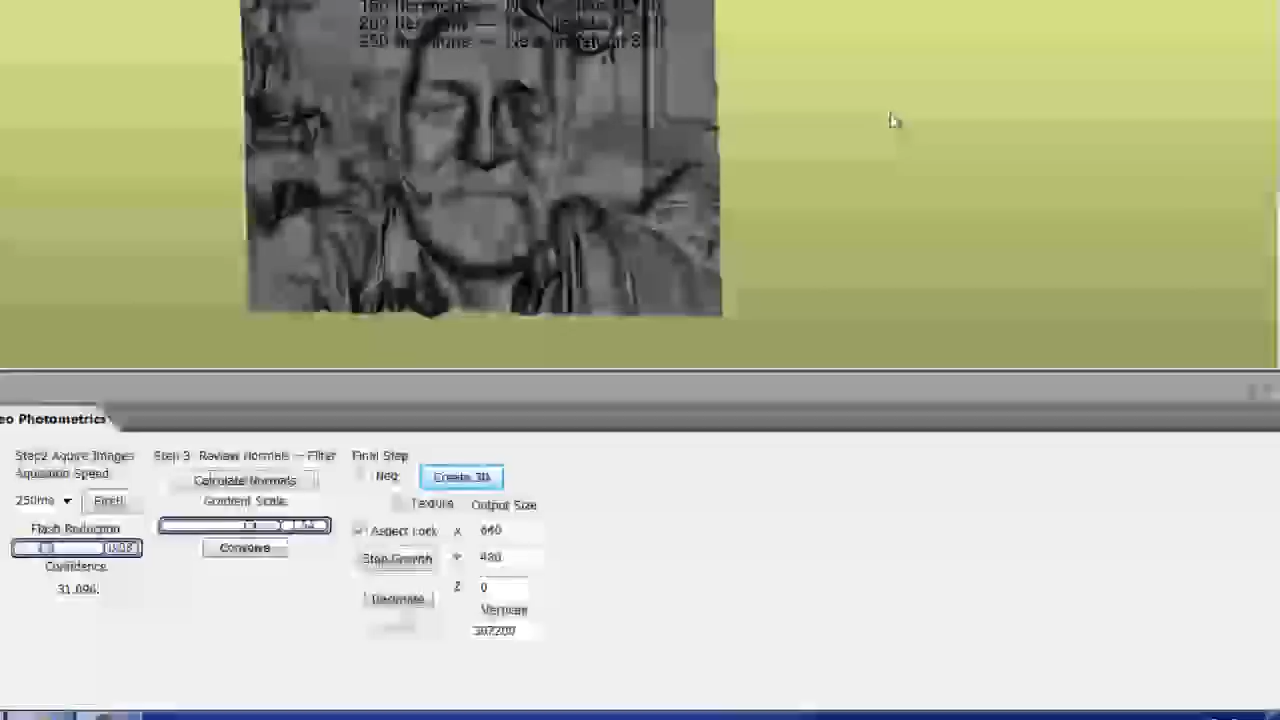 eo Photometrics
Step2 Aquire Images
Aquisition Speed
250ms
Fire!!
Flash Reduction
Confidence
31.096.
Step 3 Review Normals -- Filter
Calculate Normals
Gradient Scale
Convolve
Final Step
Neg
Create 3D
Texture
Output Size
Aspect Lock
X
640
Stop Growth
Y
480
Z
0
Decimate
Vertices
307200